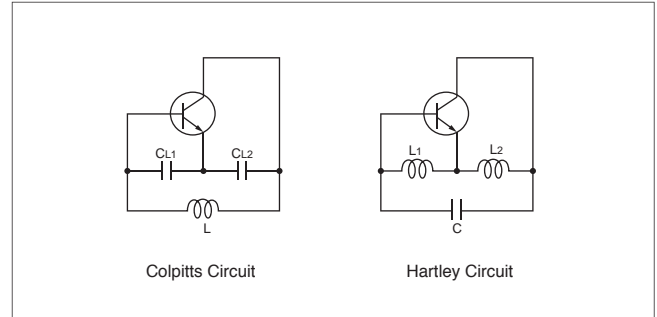 CL1 CL2
L
Colpitts Circuit
L1 L2
C
Hartley Circuit